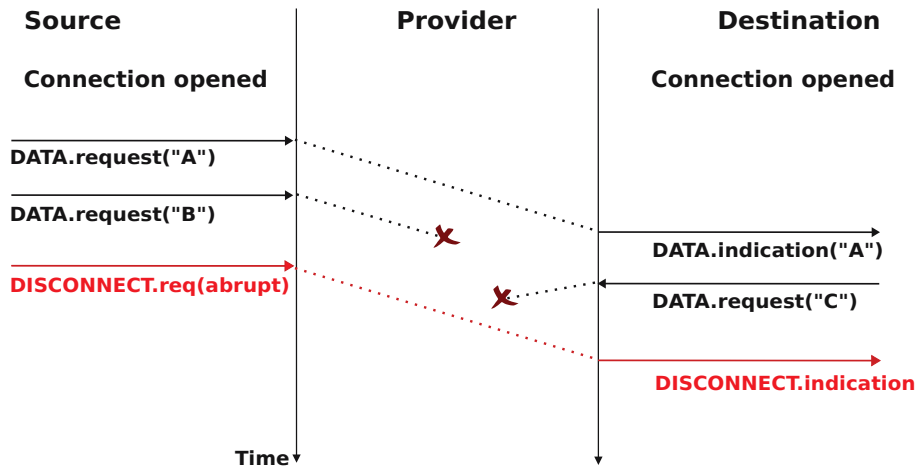 Source
Provider
Destination
Connection opened
Connection opened
DATA.request("A")
DATA.request("B")
DATA.indication("A")
DISCONNECT.req(abrupt)
DATA.request("C")
DISCONNECT.indication
Time